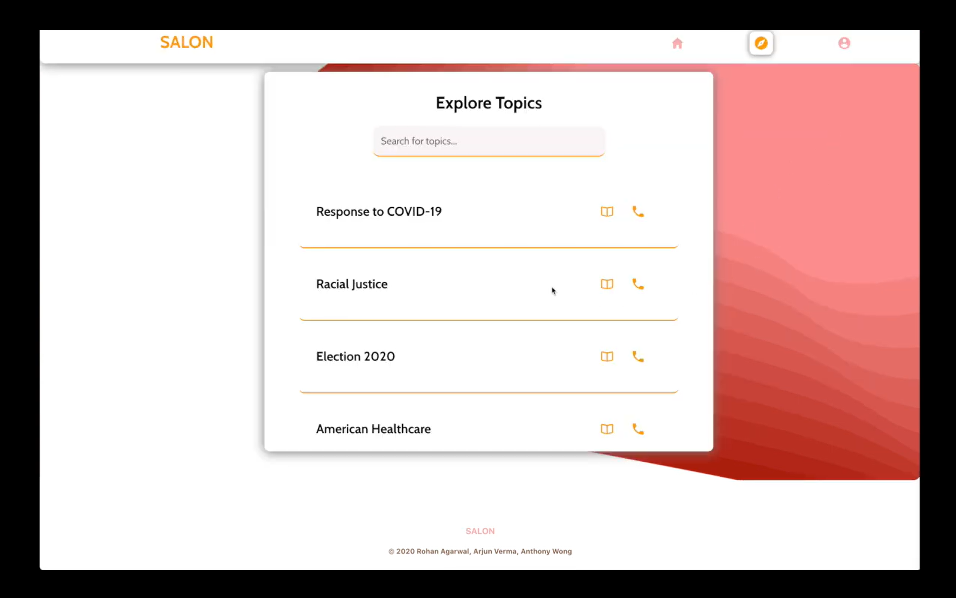 SALON
Explore Topics
Search for topics...
Response to COVID-19
Racial Justice
Election 2020
American Healthcare
SALON
© 2020 Rohan Agarwal, Arjun Verma, Anthony Wong